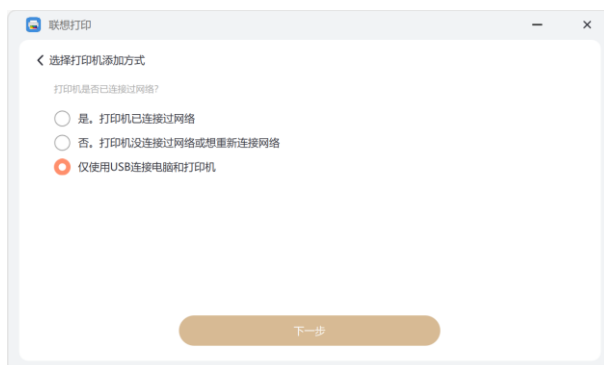 联想打印
选择打印机添加方式
打印机是否已连接过网络?
是，打印机已连接过网络
否，打印机没连接过网络或想重新连接网络
仅使用USB连接电脑和打印机
下一步